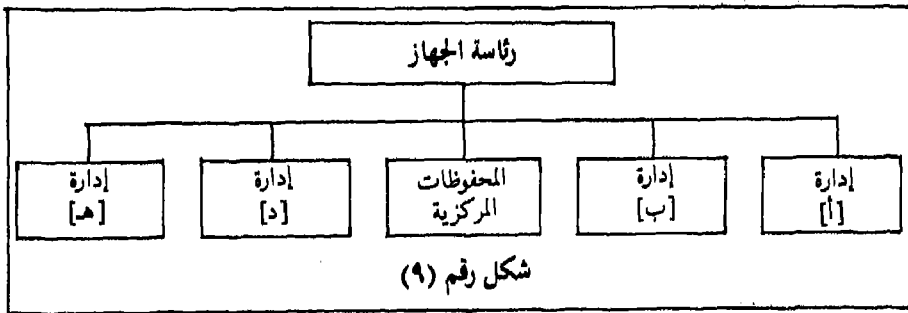 رئاسة الجهاز
إدارة
[أ]
إدارة
[ب]
المحفوظات
المركزية
إدارة
[د]
إدارة
[هـ]
شكل رقم (٩)